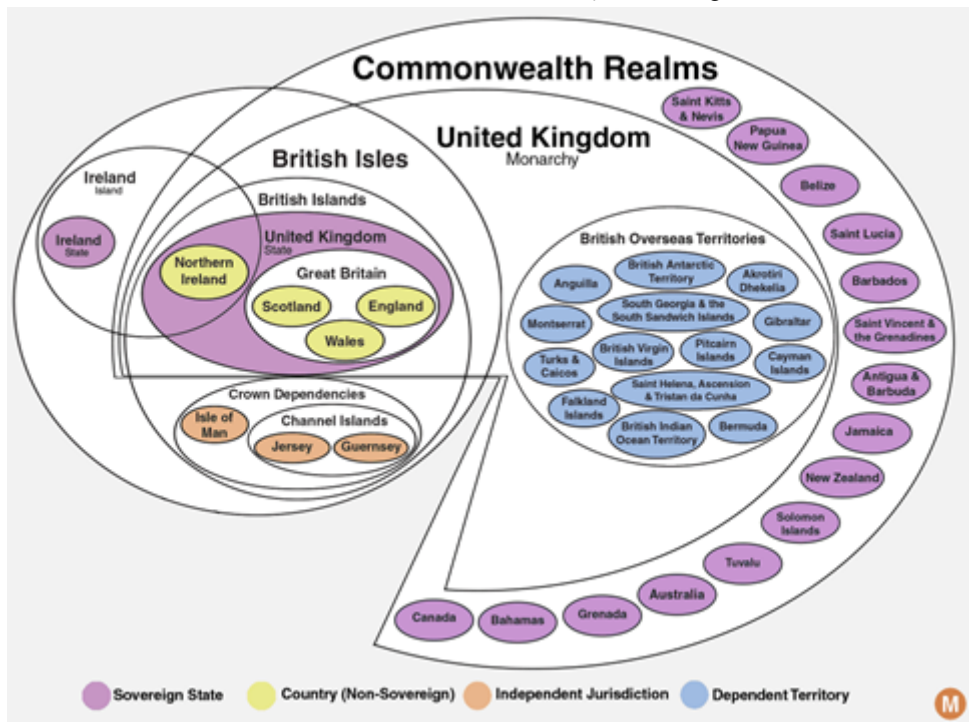 Commonwealth Realms
United Kingdom
Monarchy
British Isles
British Islands
Ireland
Island
Ireland
State
United Kingdom
State
Northern
Ireland
Great Britain
Scotland
England
Wales
Crown Dependencies
Isle of
Man
Channel Islands
Jersey
Guernsey
British Overseas Territories
Anguilla
British Antarctic
Territory
Akrotiri
Dhekelia
Montserrat
South Georgia & the
South Sandwich Islands
Gibraltar
Turks &
Caicos
British Virgin
Islands
Pitcairn
Islands
Cayman
Islands
Saint Helena, Ascension
& Tristan da Cunha
Falkland
Islands
British Indian
Ocean Territory
Bermuda
Saint Kitts
& Nevis
Papua
New Guinea
Belize
Saint Lucia
Barbados
Saint Vincent &
the Grenadines
Antigua &
Barbuda
Jamaica
New Zealand
Solomon
Islands
Tuvalu
Australia
Grenada
Bahamas
Canada
Sovereign State
Country (Non-Sovereign)
Independent Jurisdiction
Dependent Territory
M